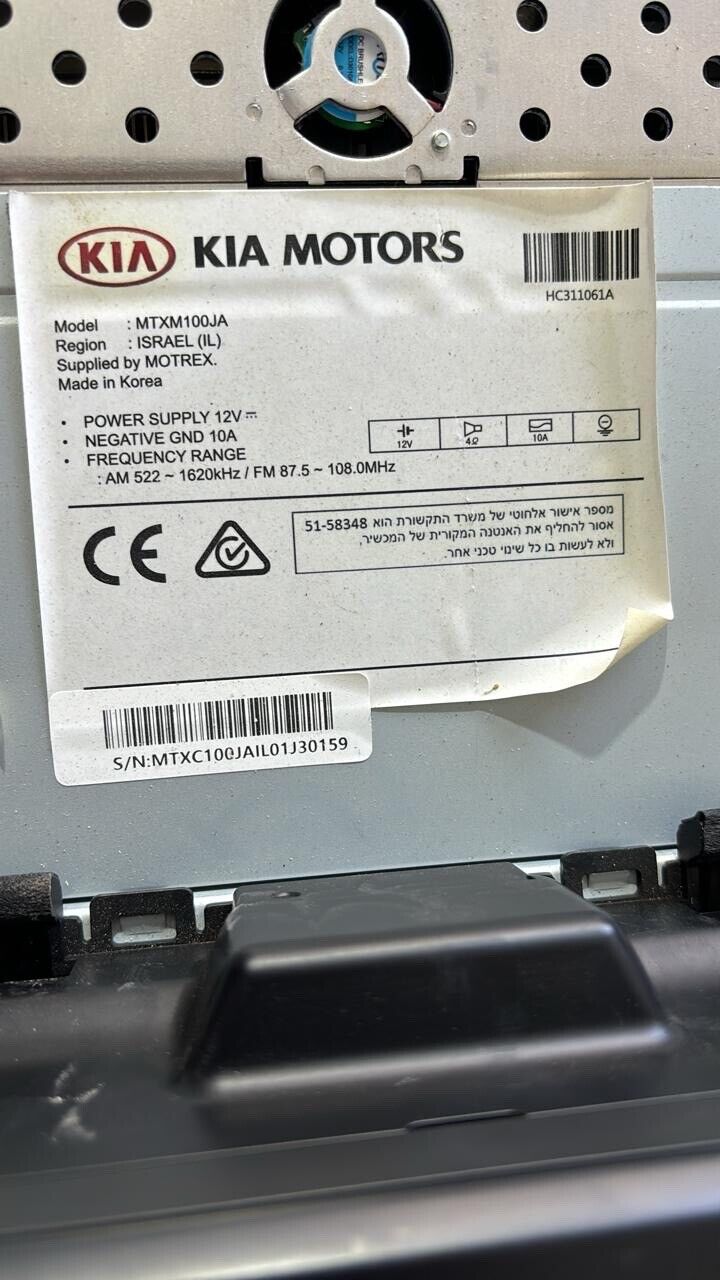 DC BRUSHLE
KIA
KIA MOTORS
HC311061A
Model : MTXM100JA
Region : ISRAEL (IL)
Supplied by MOTREX.
Made in Korea
• POWER SUPPLY 12V ⎓
• NEGATIVE GND 10A
• FREQUENCY RANGE
: AM 522 ~ 1620kHz / FM 87.5 ~ 108.0MHz
12V 4Ω 10A
CE
מספר אישור אלחוטי של משרד התקשורת הוא 51-58348
אסור להחליף את האנטנה המקורית של המכשיר,
ולא לעשות בו כל שינוי טכני אחר.
S/N:MTXC100JAIL01J30159